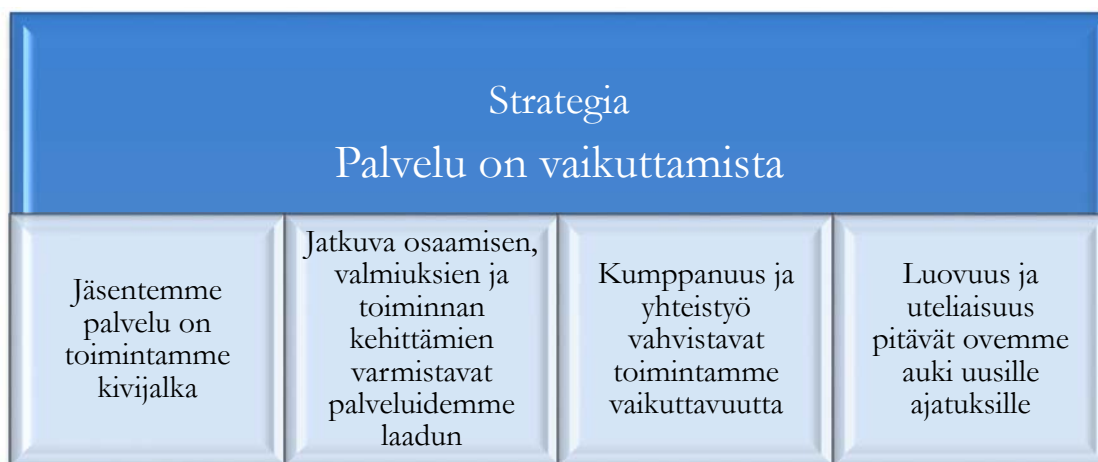 Strategia
Palvelu on vaikuttamista
Jäsentemme
palvelu on
toimintamme
kivijalka
Jatkuva osaamisen,
valmiuksien ja
toiminnan
kehittämien
varmistavat
palveluidemme
laadun
Kumppanuus ja
yhteistyö
vahvistavat
toimintamme
vaikuttavuutta
Luovuus ja
uteliaisuus
pitävät ovemme
auki uusille
ajatuksille